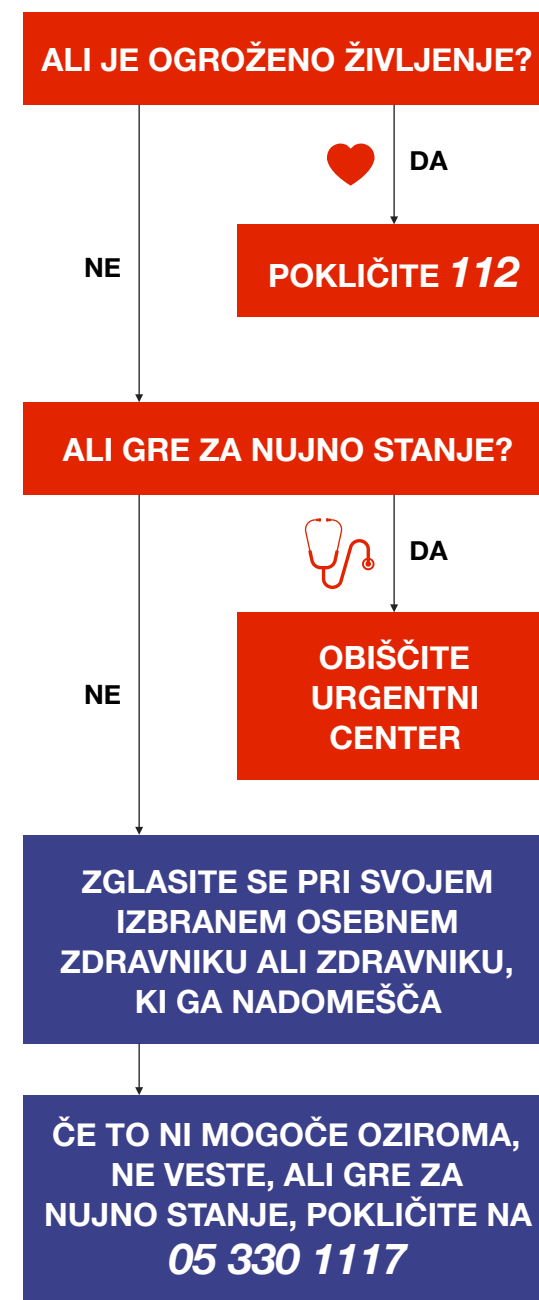 ALI JE OGROŽENO ŽIVLJENJE?
DA
POKLIČITE 112
NE
ALI GRE ZA NUJNO STANJE?
DA
OBIŠČITE
URGENTNI
CENTER
NE
ZGLASITE SE PRI SVOJEM
IZBRANEM OSEBNEM
ZDRAVNIKU ALI ZDRAVNIKU,
KI GA NADOMEŠČA
ČE TO NI MOGOČE OZIROMA,
NE VESTE, ALI GRE ZA
NUJNO STANJE, POKLIČITE NA
05 330 1117